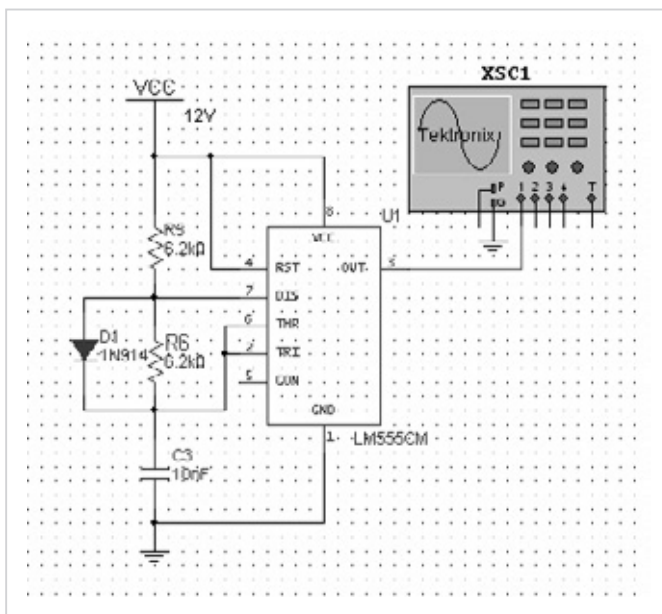 XSC1
VCC
12V
Tektronix
P
G
1 2 3 4 T
8
U1
VCC
R5
6.2kΩ
4
RST
OUT
3
7
DIS
6
THR
D1
1N914
R6
6.2kΩ
2
TRI
5
CON
GND
1
LM555CM
C3
10nF